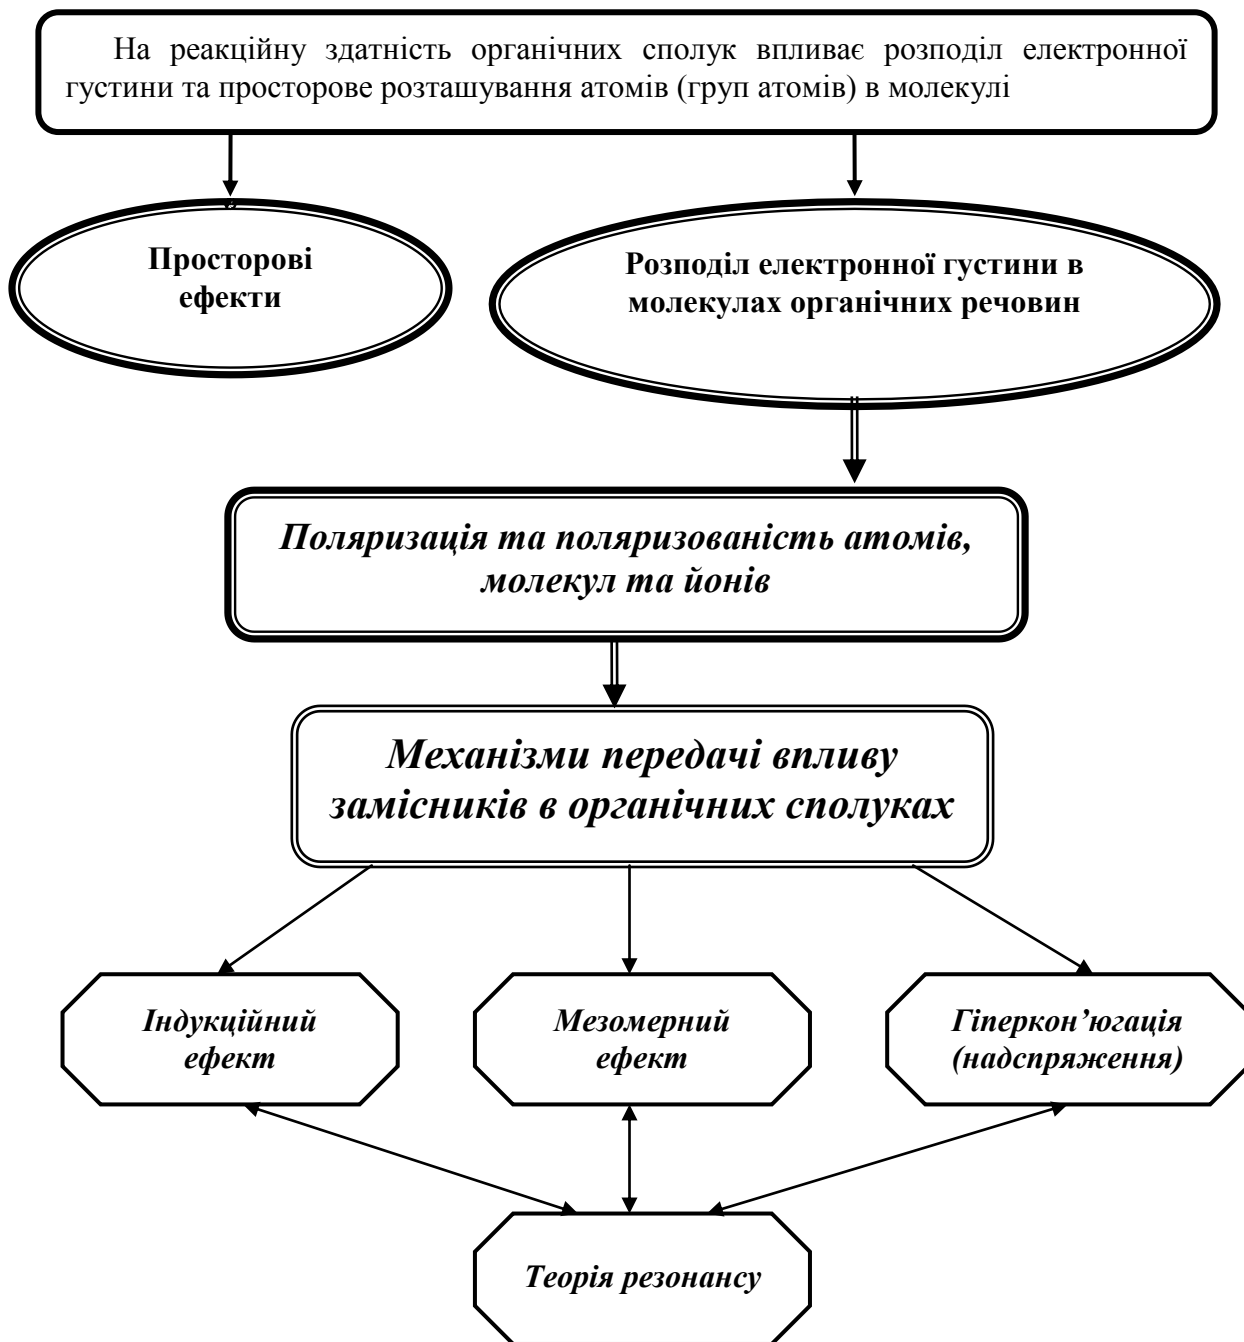 На реакційну здатність органічних сполук впливає розподіл електронної
густини та просторове розташування атомів (груп атомів) в молекулі
Просторові
ефекти
Розподіл електронної густини в
молекулах органічних речовин
Поляризація та поляризованість атомів,
молекул та йонів
Механізми передачі впливу
замісників в органічних сполуках
Індукційний
ефект
Мезомерний
ефект
Гіперкон’югація
(надспряження)
Теорія резонансу